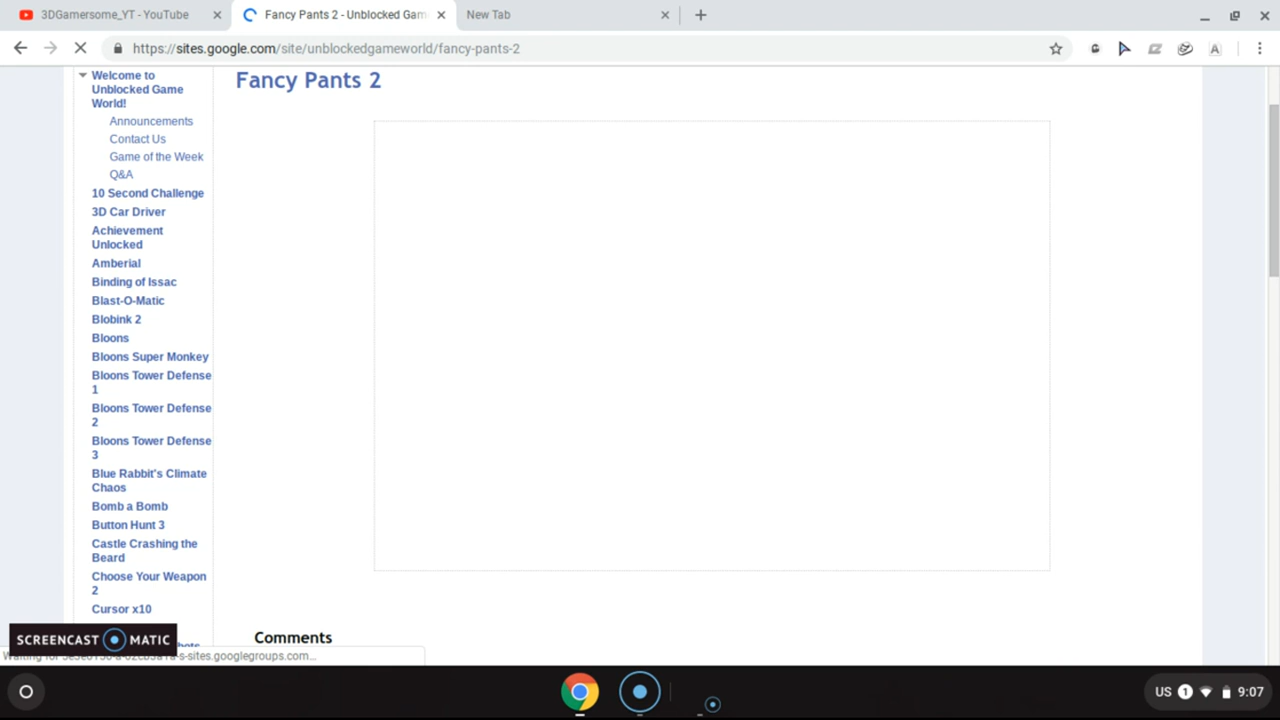 3DGamersome_YT - YouTube
Fancy Pants 2 - Unblocked Gam
New Tab
https://sites.google.com/site/unblockedgameworld/fancy-pants-2
Welcome to
Unblocked Game
World!
Announcements
Contact Us
Game of the Week
Q&A
10 Second Challenge
3D Car Driver
Achievement
Unlocked
Amberial
Binding of Issac
Blast-O-Matic
Blobink 2
Bloons
Bloons Super Monkey
Bloons Tower Defense
1
Bloons Tower Defense
2
Bloons Tower Defense
3
Blue Rabbit's Climate
Chaos
Bomb a Bomb
Button Hunt 3
Castle Crashing the
Beard
Choose Your Weapon
2
Cursor x10
Fancy Pants 2
Comments
SCREENCAST MATIC
Waiting for
US 1 9:07